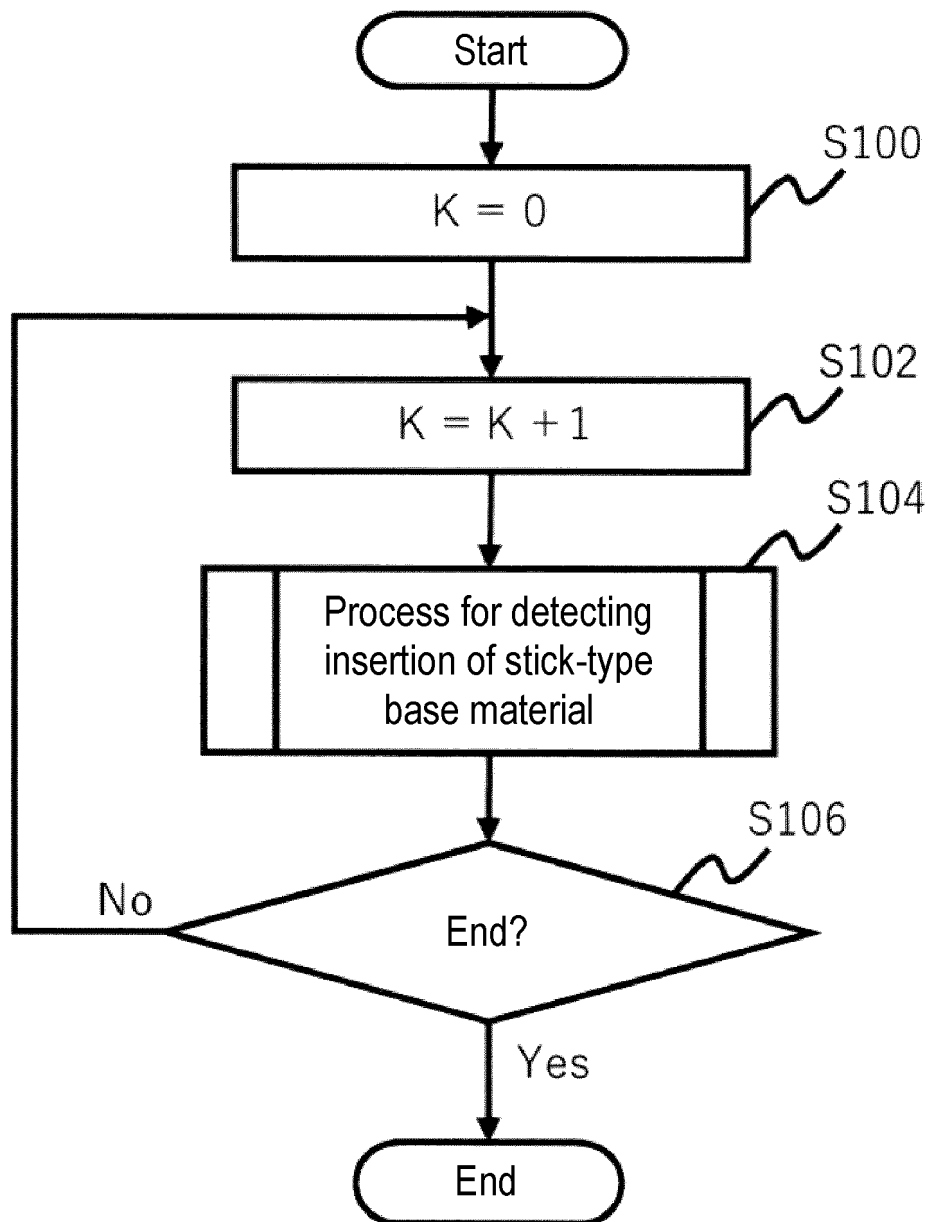 Start
S100
K = 0
S102
K = K + 1
S104
Process for detecting
insertion of stick-type
base material
S106
No
End?
Yes
End